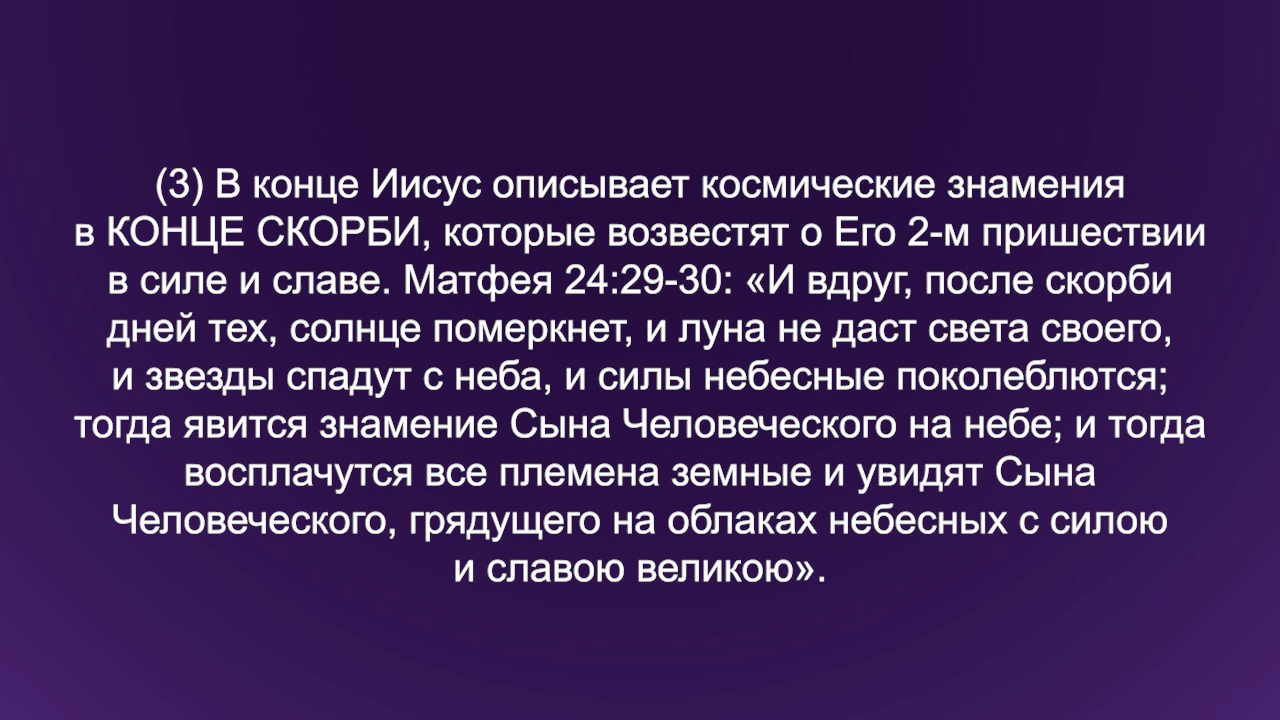 (3) В конце Иисус описывает космические знамения
в КОНЦЕ СКОРБИ, которые возвестят о Его 2-м пришествии
в силе и славе. Матфея 24:29-30: «И вдруг, после скорби
дней тех, солнце померкнет, и луна не даст света своего,
и звезды спадут с неба, и силы небесные поколеблются;
тогда явится знамение Сына Человеческого на небе; и тогда
восплачутся все племена земные и увидят Сына
Человеческого, грядущего на облаках небесных с силою
и славою великою».